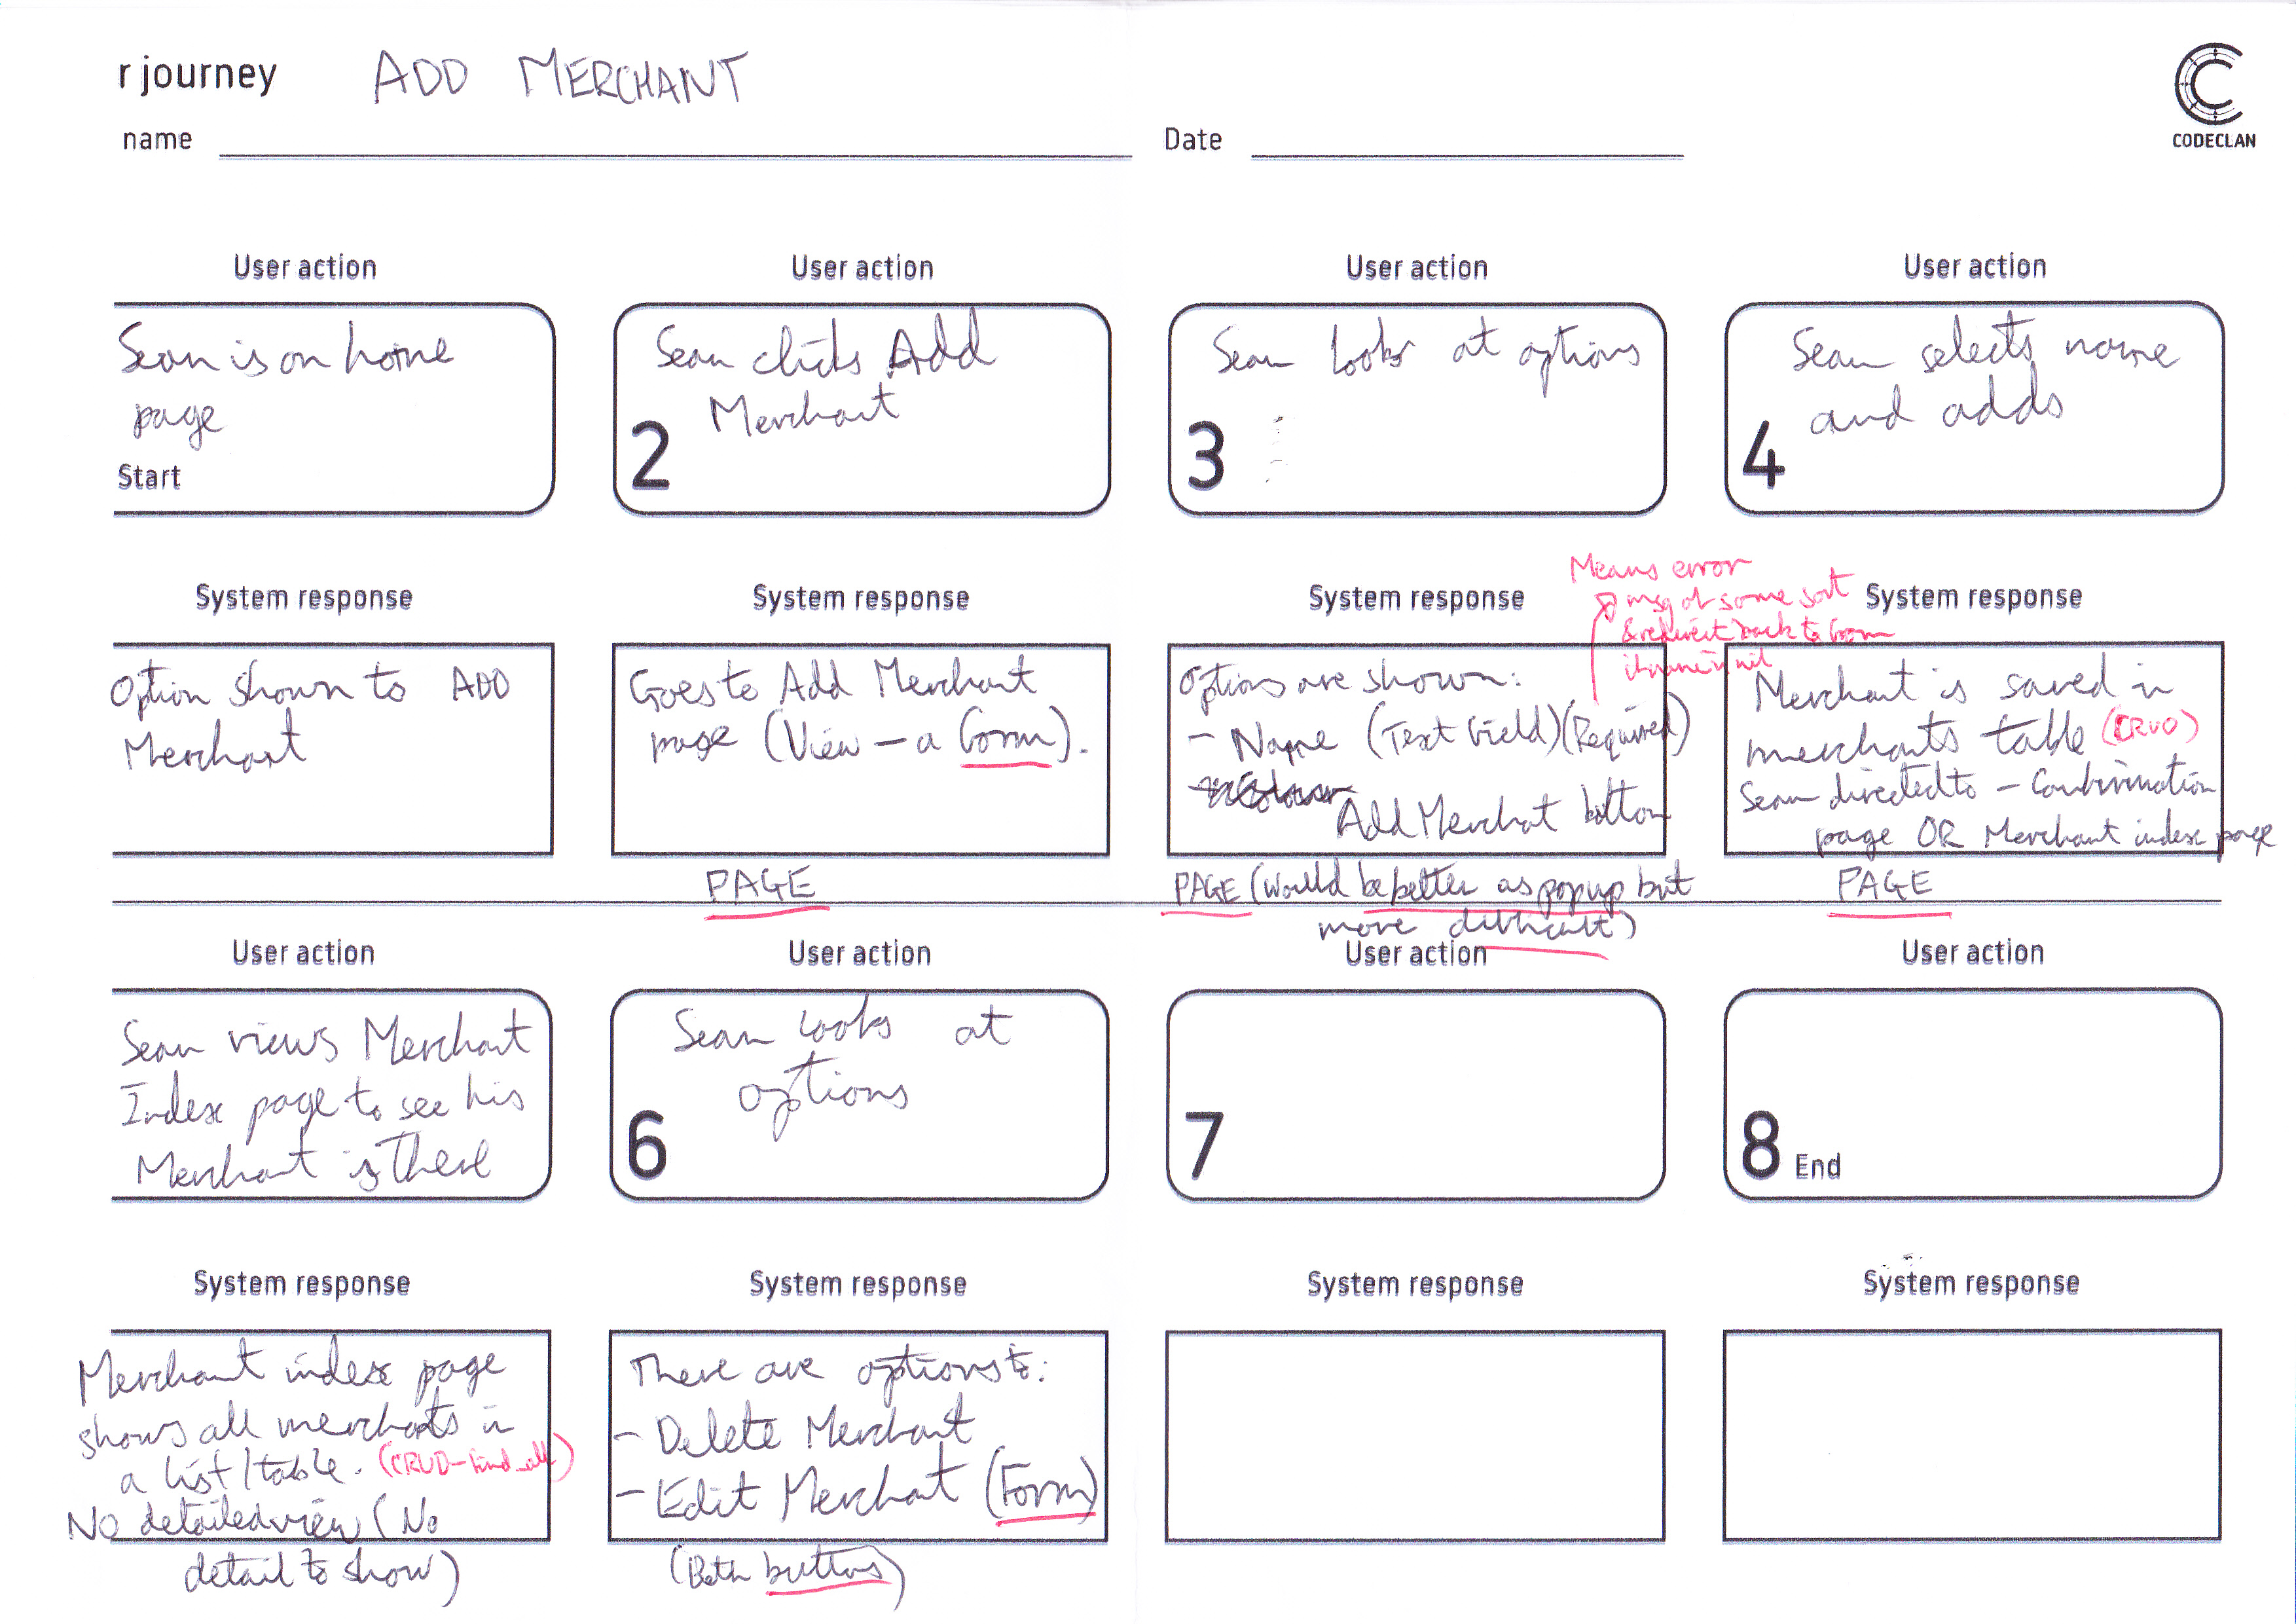 r journey ADD MERCHANT
name
Date
CODECLAN
User action
User action
User action
User action
Sean is on home
page
Start
Sean clicks Add
Merchant
2
Sean looks at options
3
Sean selects name
and adds
4
Means error
msg of some sort
& redirect back to form
if name is nil
System response
System response
System response
System response
Option shown to ADD
Merchant
Goes to Add Merchant
page (View - a form).
PAGE
Options are shown:
- Name (Text field) (Required)
Add Merchant button
PAGE (Would be better as popup but
more difficult)
Merchant is saved in
merchants table (CRUD)
Sean directed to - Confirmation
page OR Merchant index page
PAGE
User action
User action
User action
User action
Sean views Merchant
Index page to see his
Merchant is there
Sean looks at
options
6
7
8 End
System response
System response
System response
System response
Merchant index page
shows all merchants in
a list/table. (CRUD-find_all)
No detailed view (No
detail to show)
There are options to:
- Delete Merchant
- Edit Merchant (Form)
(Both buttons)